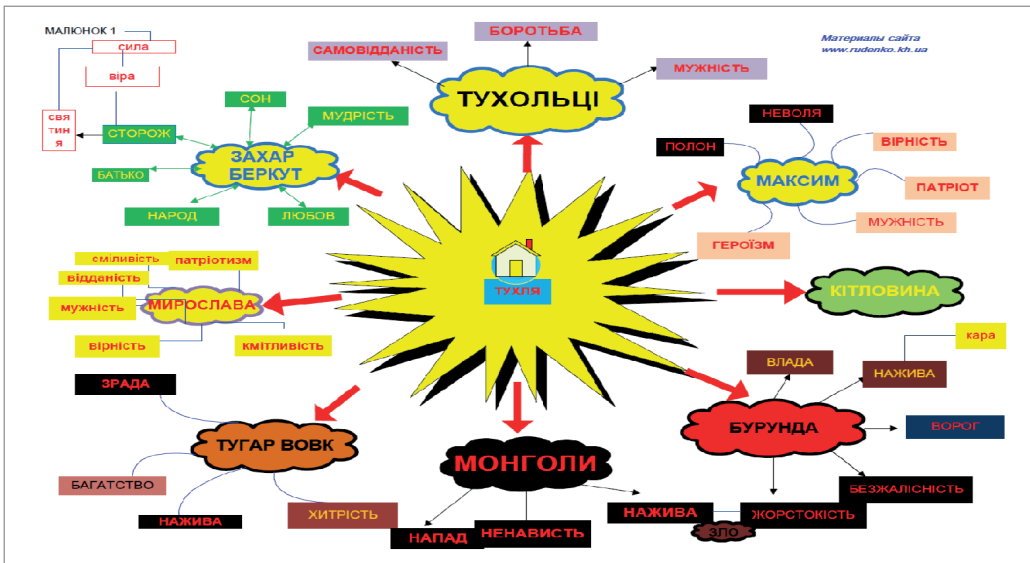 МАЛЮНОК 1
сила
віра
СВЯ
ТИН
Я
СТОРОЖ
СОН
МУДРІСТЬ
ЗАХАР
БЕРКУТ
БАТЬКО
НАРОД
ЛЮБОВ
САМОВІДДАНІСТЬ
БОРОТЬБА
МУЖНІСТЬ
ТУХОЛЬЦІ
Материалы сайта
www.rudenko.kh.ua
НЕВОЛЯ
ПОЛОН
ВІРНІСТЬ
МАКСИМ
ПАТРІОТ
МУЖНІСТЬ
ГЕРОЇЗМ
ТУХЛЯ
КІТЛОВИНА
сміливість
патріотизм
відданість
МИРОСЛАВА
мужність
вірність
кмітливість
ЗРАДА
ТУГАР ВОВК
БАГАТСТВО
НАЖИВА
ХИТРІСТЬ
МОНГОЛИ
НАПАД
НЕНАВИСТЬ
НАЖИВА
ЗЛО
ЖОРСТОКІСТЬ
БЕЗЖАЛІСНІСТЬ
ВЛАДА
НАЖИВА
кара
БУРУНДА
ВОРОГ